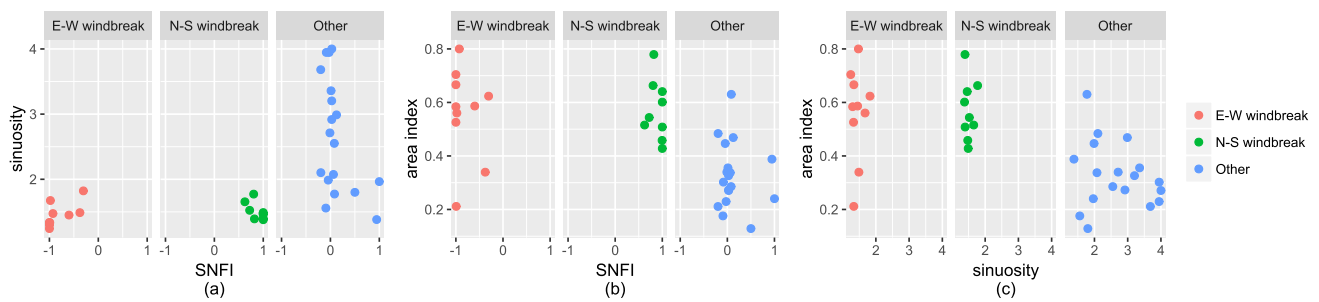 E-W windbreak N-S windbreak Other
4
3
2
sinuosity
-1 0 1 -1 0 1 -1 0 1
SNFI
(a)
E-W windbreak N-S windbreak Other
0.8
0.6
0.4
0.2
area index
-1 0 1 -1 0 1 -1 0 1
SNFI
(b)
E-W windbreak N-S windbreak Other
0.8
0.6
0.4
0.2
area index
2 3 4 2 3 4 2 3 4
sinuosity
(c)
E-W windbreak
N-S windbreak
Other